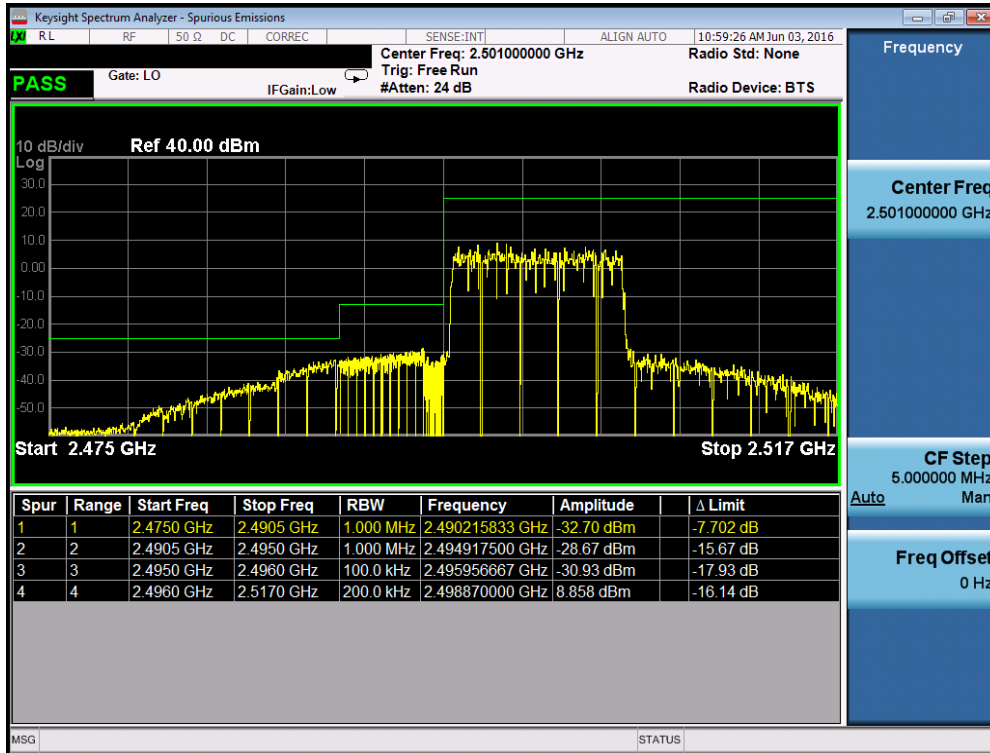 Keysight Spectrum Analyzer - Spurious Emissions
LXI RL RF 50 Ω DC CORREC SENSE:INT ALIGN AUTO 10:59:26 AM Jun 03, 2016
Center Freq: 2.501000000 GHz Radio Std: None
Trig: Free Run
PASS Gate: LO IFGain:Low #Atten: 24 dB Radio Device: BTS
Frequency
10 dB/div Ref 40.00 dBm
Log
30.0
20.0
10.0
0.00
-10.0
-20.0
-30.0
-40.0
-50.0
Start 2.475 GHz Stop 2.517 GHz
Center Freq
2.501000000 GHz
CF Step
5.000000 MHz
Auto Man
Freq Offset
0 Hz
Spur Range Start Freq Stop Freq RBW Frequency Amplitude Δ Limit
1 1 2.4750 GHz 2.4905 GHz 1.000 MHz 2.490215833 GHz -32.70 dBm -7.702 dB
2 2 2.4905 GHz 2.4950 GHz 1.000 MHz 2.494917500 GHz -28.67 dBm -15.67 dB
3 3 2.4950 GHz 2.4960 GHz 100.0 kHz 2.495956667 GHz -30.93 dBm -17.93 dB
4 4 2.4960 GHz 2.5170 GHz 200.0 kHz 2.498870000 GHz 8.858 dBm -16.14 dB
MSG STATUS